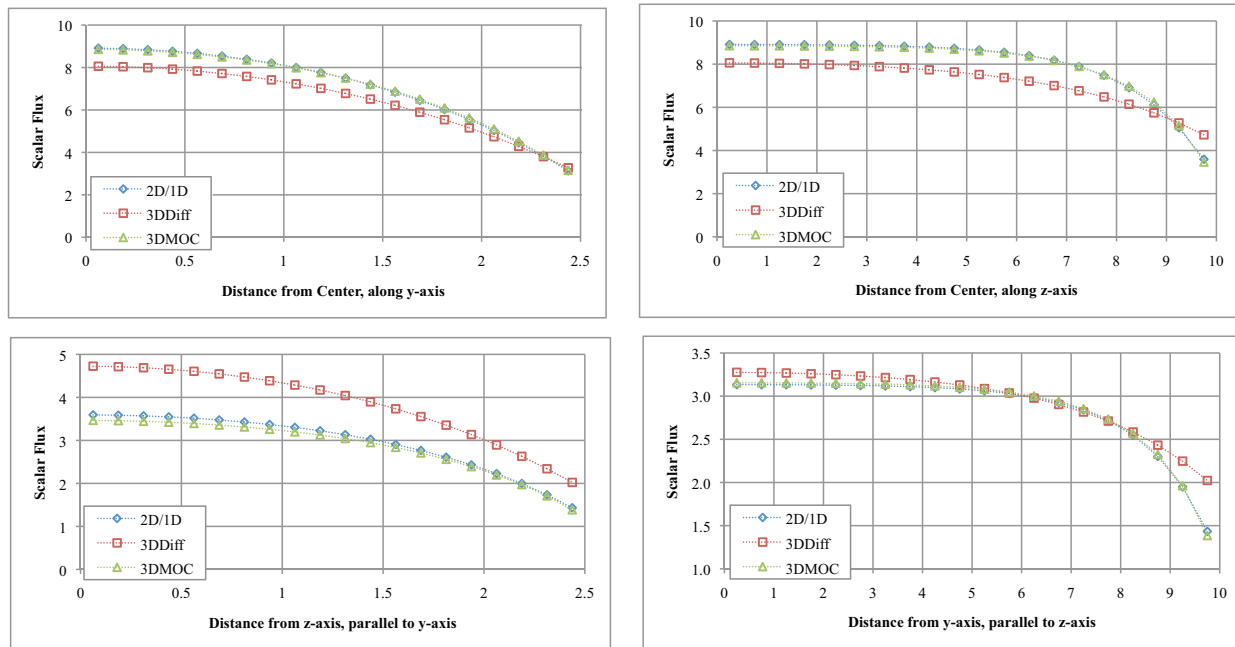 10
8
6
4
2
0
Scalar Flux
2D/1D
3DDiff
3DMOC
0
0.5
1
1.5
2
2.5
Distance from Center, along y-axis
10
8
6
4
2
0
Scalar Flux
2D/1D
3DDiff
3DMOC
0
1
2
3
4
5
6
7
8
9
10
Distance from Center, along z-axis
5
4
3
2
1
0
Scalar Flux
2D/1D
3DDiff
3DMOC
0
0.5
1
1.5
2
2.5
Distance from z-axis, parallel to y-axis
3.5
3.0
2.5
2.0
1.5
1.0
Scalar Flux
2D/1D
3DDiff
3DMOC
0
1
2
3
4
5
6
7
8
9
10
Distance from y-axis, parallel to z-axis